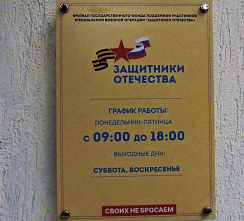 ФИЛИАЛ ГОСУДАРСТВЕННОГО ФОНДА ПОДДЕРЖКИ УЧАСТНИКОВ
СПЕЦИАЛЬНОЙ ВОЕННОЙ ОПЕРАЦИИ "ЗАЩИТНИКИ ОТЕЧЕСТВА"
ЗАЩИТНИКИ
ОТЕЧЕСТВА
ГРАФИК РАБОТЫ:
ПОНЕДЕЛЬНИК-ПЯТНИЦА
с 09:00 до 18:00
ВЫХОДНЫЕ ДНИ:
СУББОТА, ВОСКРЕСЕНЬЕ
СВОИХ НЕ БРОСАЕМ